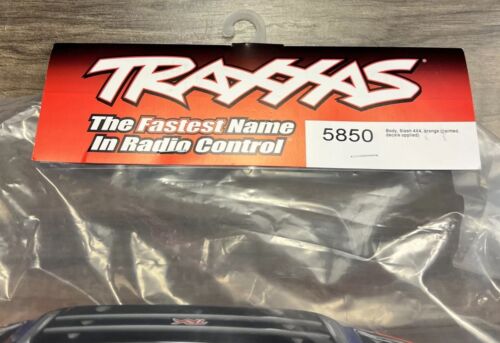 TRAXXAS
The Fastest Name
In Radio Control
5850
Body, Slash 4X4, orange (painted,
decals applied)